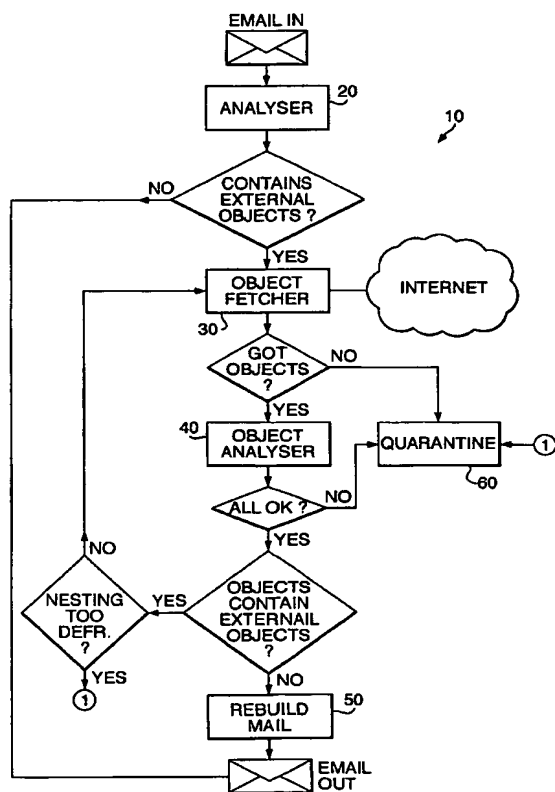 EMAIL IN
ANALYSER
20
10
NO
CONTAINS
EXTERNAL
OBJECTS ?
YES
OBJECT
FETCHER
30
INTERNET
GOT
OBJECTS
?
NO
YES
40
OBJECT
ANALYSER
QUARANTINE
60
1
ALL OK ?
NO
YES
NO
NESTING
TOO
DEFR.
?
YES
YES
1
OBJECTS
CONTAIN
EXTERNAIL
OBJECTS
?
NO
REBUILD
MAIL
50
EMAIL
OUT